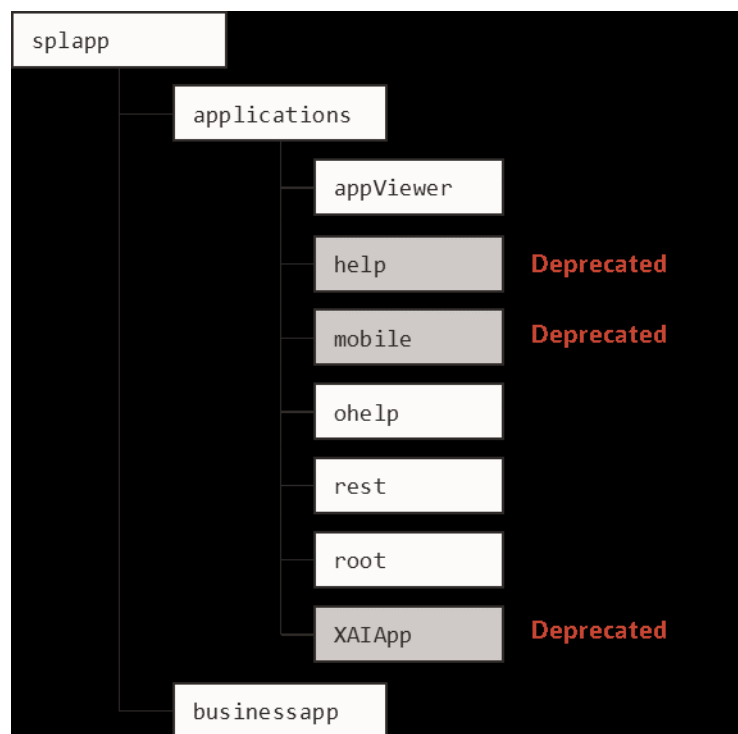 splapp
applications
appViewer
help Deprecated
mobile Deprecated
ohelp
rest
root
XAIApp Deprecated
businessapp